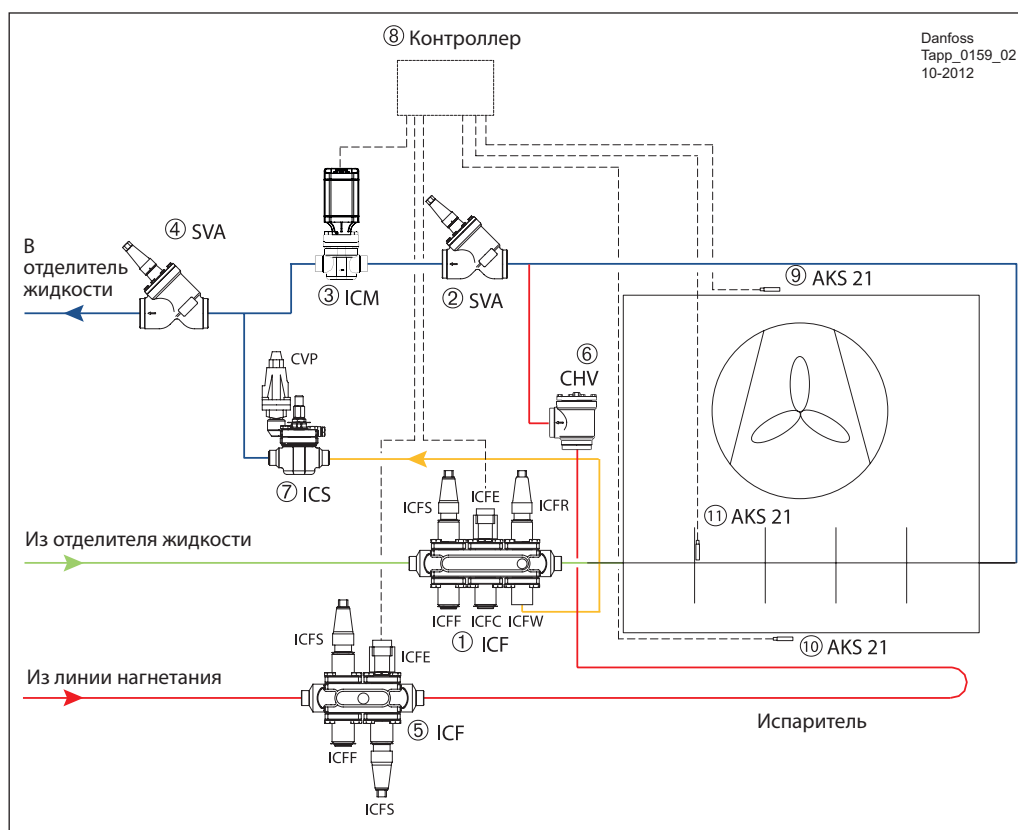 ⑧ Контроллер
Danfoss
Tapp_0159_02
10-2012
④ SVA
В
отделитель
жидкости
③ ICM
② SVA
⑨ AKS 21
CVP
⑥
CHV
⑦ ICS
ICFS
ICFE
ICFR
⑪ AKS 21
Из отделителя жидкости
ICFF
ICFC
ICFW
① ICF
ICFS
ICFE
⑩ AKS 21
Из линии нагнетания
Испаритель
⑤ ICF
ICFF
ICFS